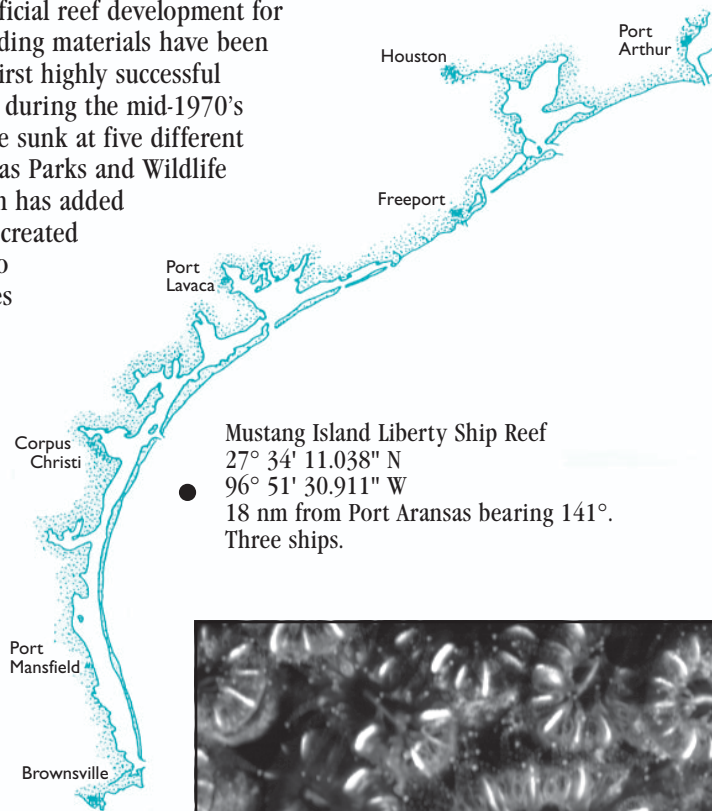 ficial reef development for
ding materials have been
irst highly successful
during the mid-1970's
e sunk at five different
as Parks and Wildlife
n has added
created
o
es
Houston
Port
Arthur
Freeport
Port
Lavaca
Corpus
Christi
Mustang Island Liberty Ship Reef
27° 34' 11.038" N
96° 51' 30.911" W
18 nm from Port Aransas bearing 141°.
Three ships.
Port
Mansfield
Brownsville